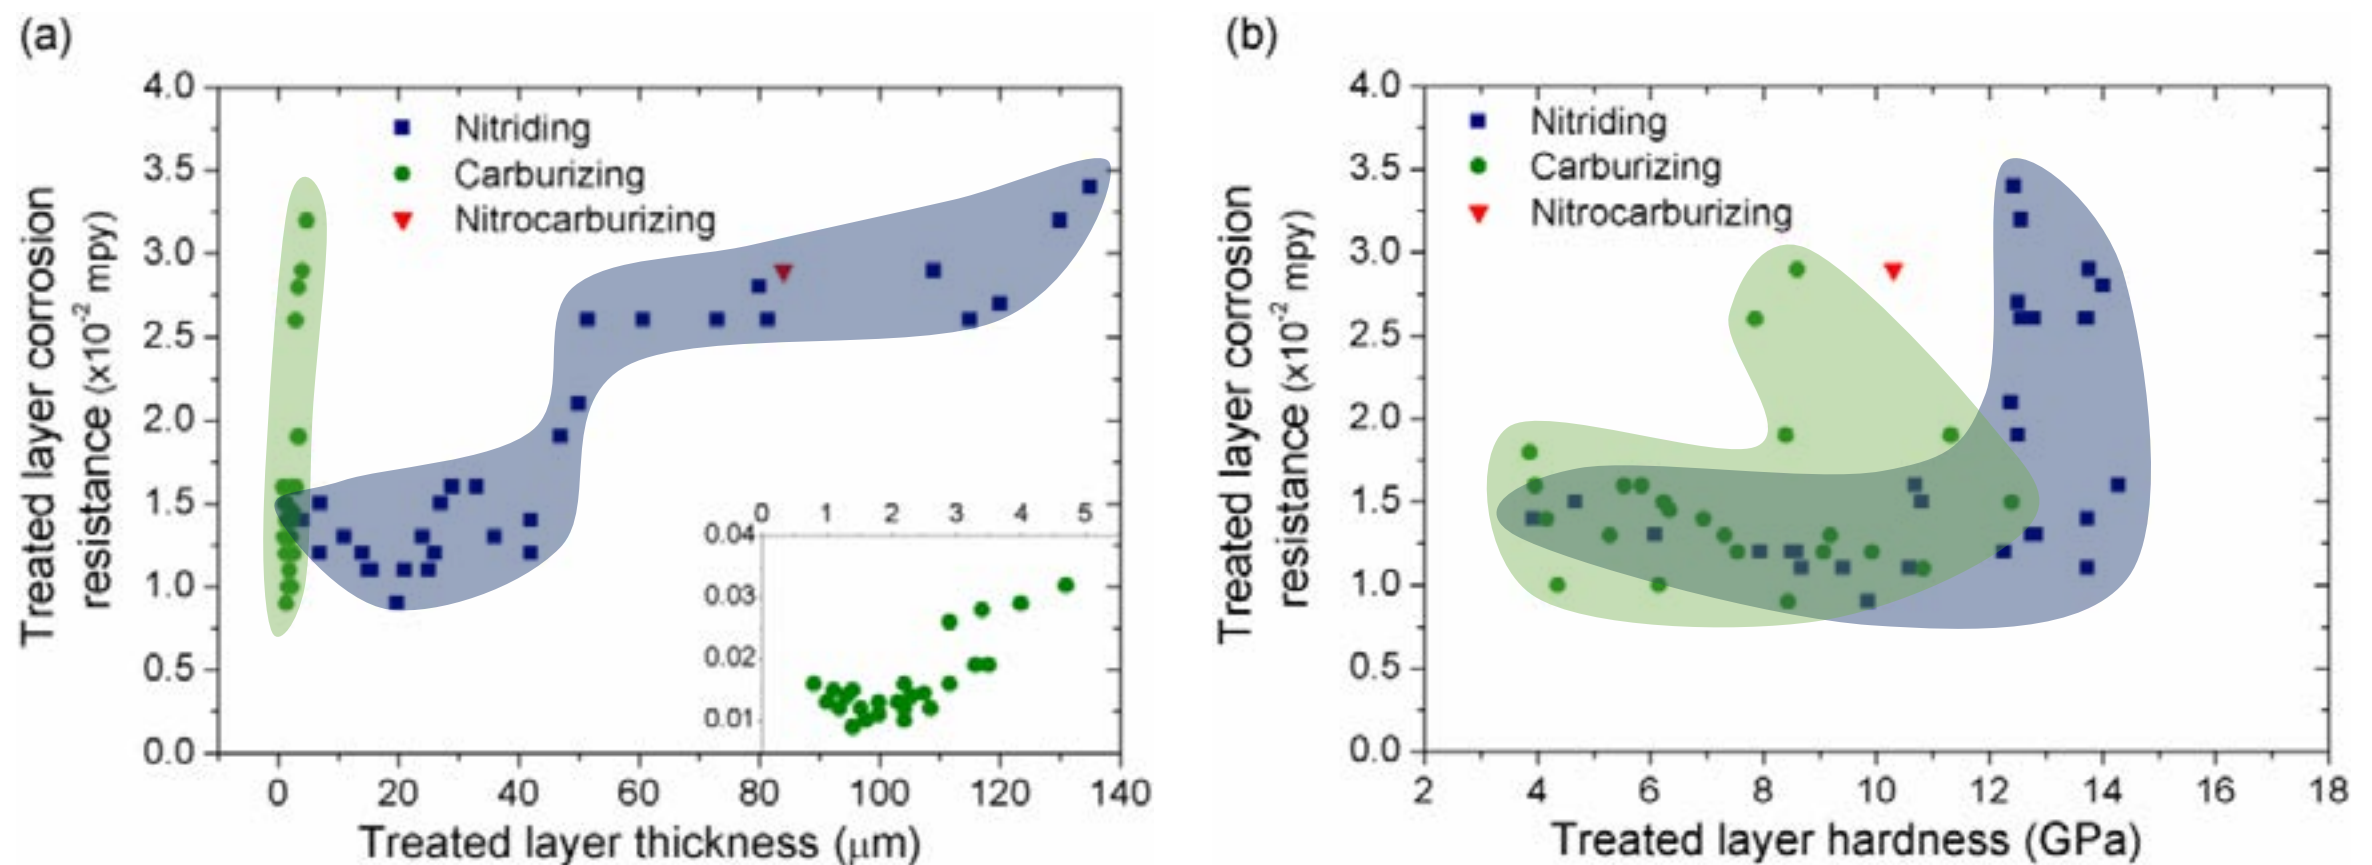 (a)
Treated layer corrosion
resistance (x10⁻² mpy)
4.0
3.5
3.0
2.5
2.0
1.5
1.0
0.5
0.0
Nitriding
Carburizing
Nitrocarburizing
0 1 2 3 4 5
0.04
0.03
0.02
0.01
0 20 40 60 80 100 120 140
Treated layer thickness (μm)
(b)
Treated layer corrosion
resistance (x10⁻² mpy)
4.0
3.5
3.0
2.5
2.0
1.5
1.0
0.5
0.0
Nitriding
Carburizing
Nitrocarburizing
2 4 6 8 10 12 14 16 18
Treated layer hardness (GPa)